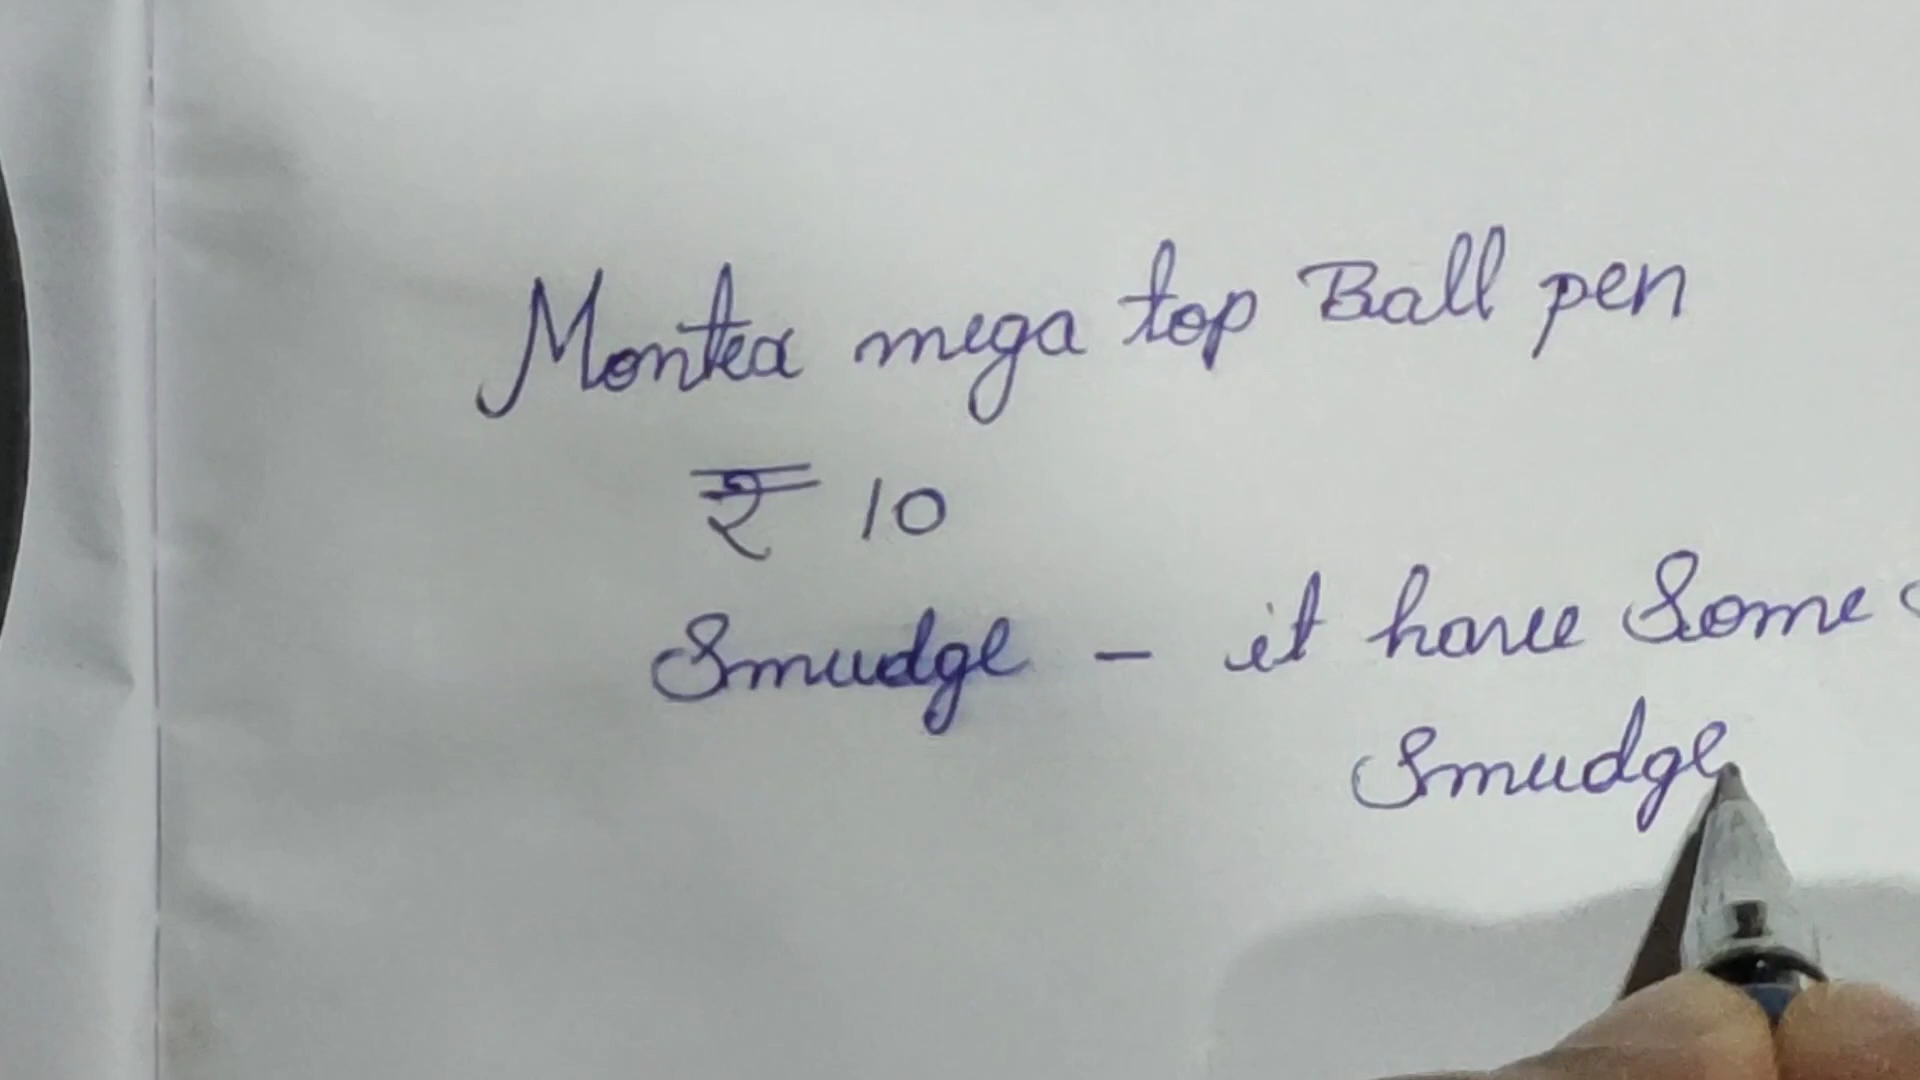 Montex mega top Ball pen
₹ 10
Smudge - it have Some
Smudge